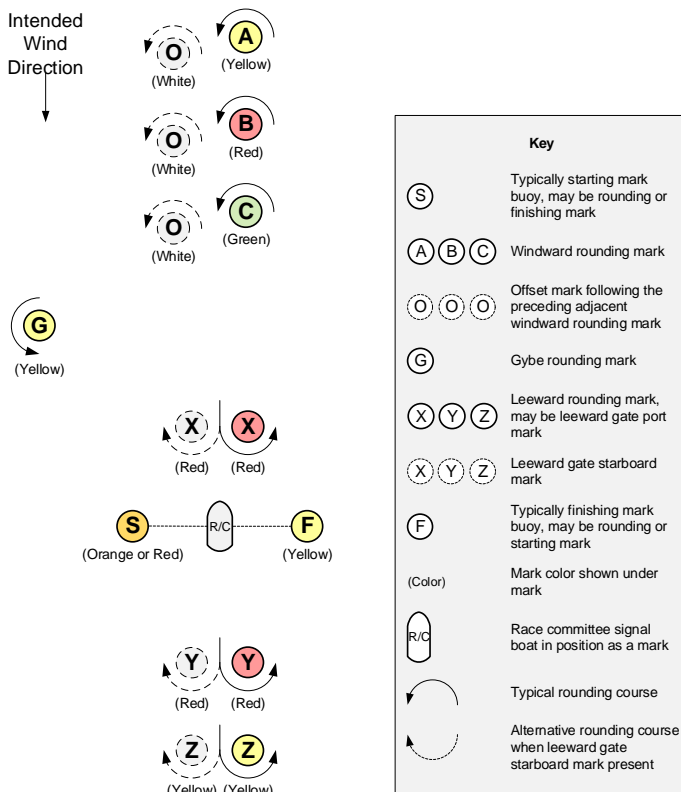 Intended
Wind
Direction
O
A
(White)
(Yellow)
O
B
(White)
(Red)
O
C
(White)
(Green)
G
(Yellow)
X X
(Red) (Red)
S
R/C
F
(Orange or Red)
(Yellow)
Y Y
(Red) (Red)
Z Z
(Yellow) (Yellow)
Key
S
Typically starting mark
buoy, may be rounding or
finishing mark
A B C
Windward rounding mark
O O O
Offset mark following the
preceding adjacent
windward rounding mark
G
Gybe rounding mark
X Y Z
Leeward rounding mark,
may be leeward gate port
mark
X Y Z
Leeward gate starboard
mark
F
Typically finishing mark
buoy, may be rounding or
starting mark
(Color)
Mark color shown under
mark
R/C
Race committee signal
boat in position as a mark
Typical rounding course
Alternative rounding course
when leeward gate
starboard mark present